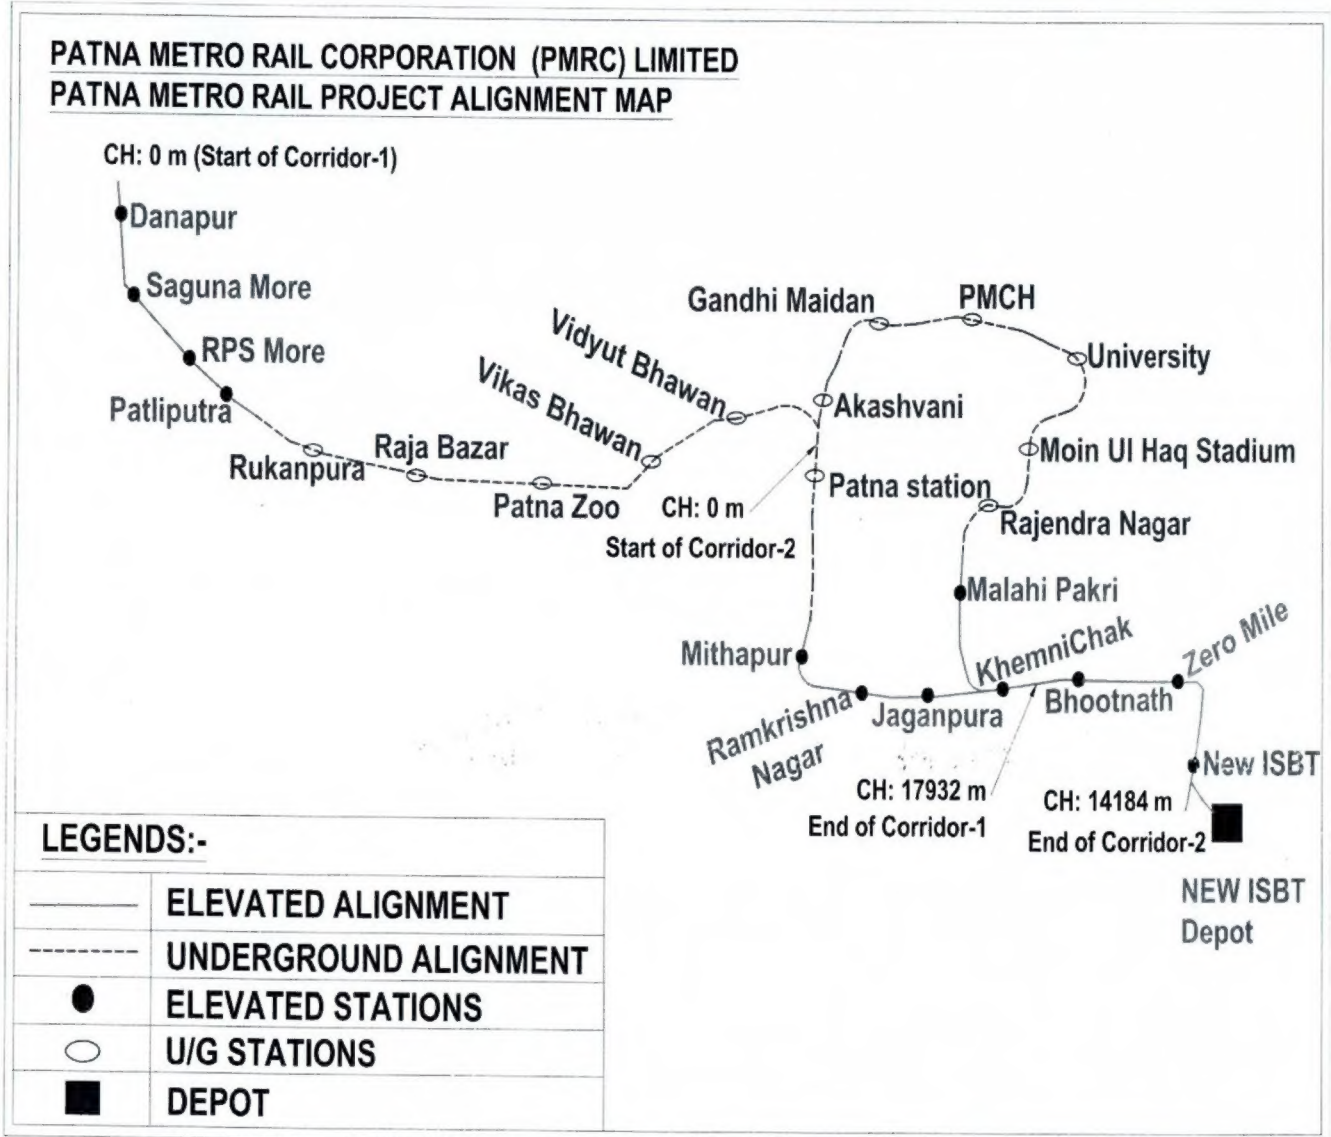 PATNA METRO RAIL CORPORATION (PMRC) LIMITED
PATNA METRO RAIL PROJECT ALIGNMENT MAP
CH: 0 m (Start of Corridor-1)
Danapur
Saguna More
RPS More
Patliputra
Rukanpura
Raja Bazar
Patna Zoo
Vikas Bhawan
Vidyut Bhawan
Gandhi Maidan
PMCH
University
Akashvani
Moin Ul Haq Stadium
Patna station
CH: 0 m
Start of Corridor-2
Rajendra Nagar
Malahi Pakri
Mithapur
Ramkrishna
Nagar
Jaganpura
KhemniChak
Bhootnath
Zero Mile
New ISBT
CH: 17932 m
End of Corridor-1
CH: 14184 m
End of Corridor-2
NEW ISBT
Depot
LEGENDS:-
ELEVATED ALIGNMENT
UNDERGROUND ALIGNMENT
ELEVATED STATIONS
U/G STATIONS
DEPOT